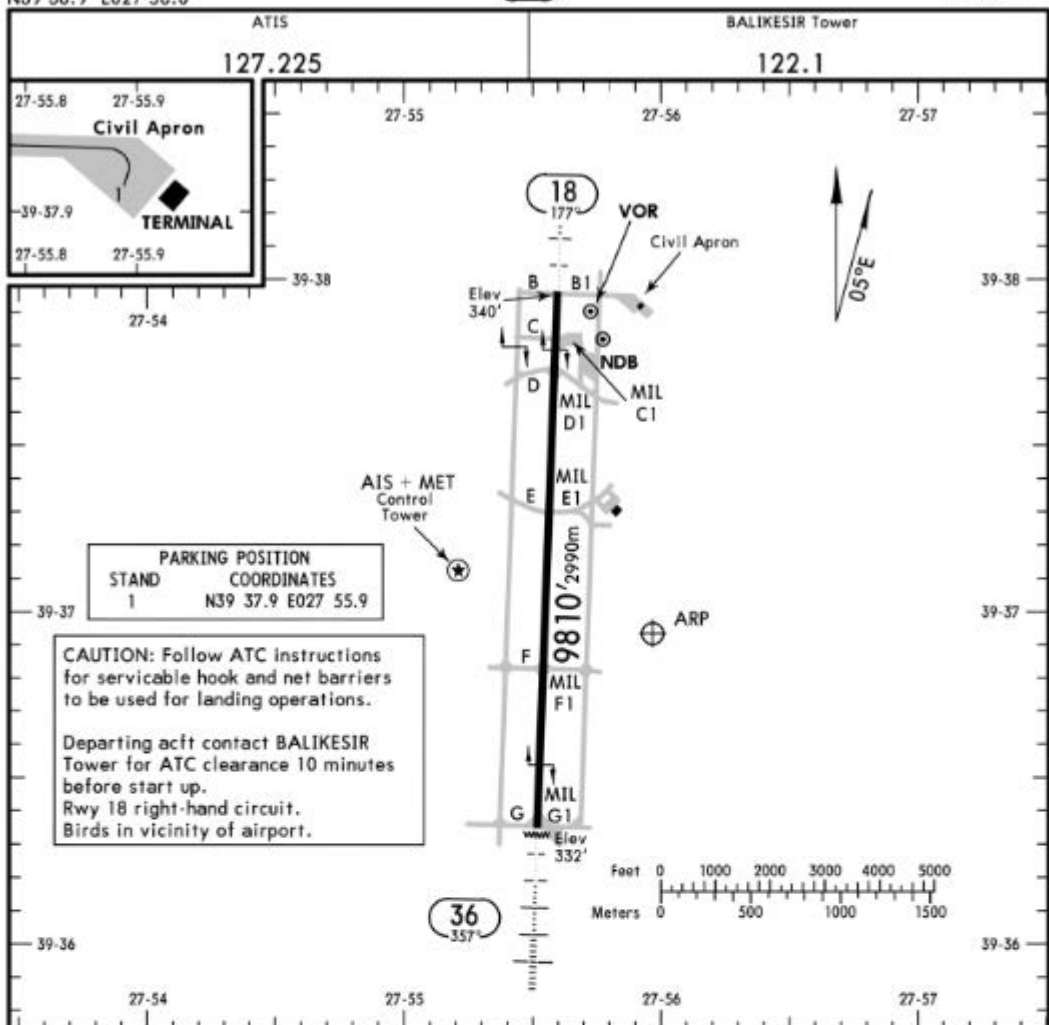 N39 36.9 E027 56.0
ATIS
127.225
BALIKESIR Tower
122.1
27-55.8 27-55.9
Civil Apron
1
39-37.9
TERMINAL
27-55.8 27-55.9
27-55 27-56 27-57
18
177°
VOR
Civil Apron
05°E
39-38
39-38
B B1
Elev
340'
27-54
C
NDB
D
MIL
D1
MIL
C1
AIS + MET
Control
Tower
E
MIL
E1
PARKING POSITION
STAND COORDINATES
1 N39 37.9 E027 55.9
9810' 2990m
39-37
39-37
ARP
F
MIL
F1
CAUTION: Follow ATC instructions
for servicable hook and net barriers
to be used for landing operations.
Departing acft contact BALIKESIR
Tower for ATC clearance 10 minutes
before start up.
Rwy 18 right-hand circuit.
Birds in vicinity of airport.
G
MIL
G1
Elev
332'
Feet 0 1000 2000 3000 4000 5000
Meters 0 500 1000 1500
36
357°
39-36
39-36
27-54 27-55 27-56 27-57